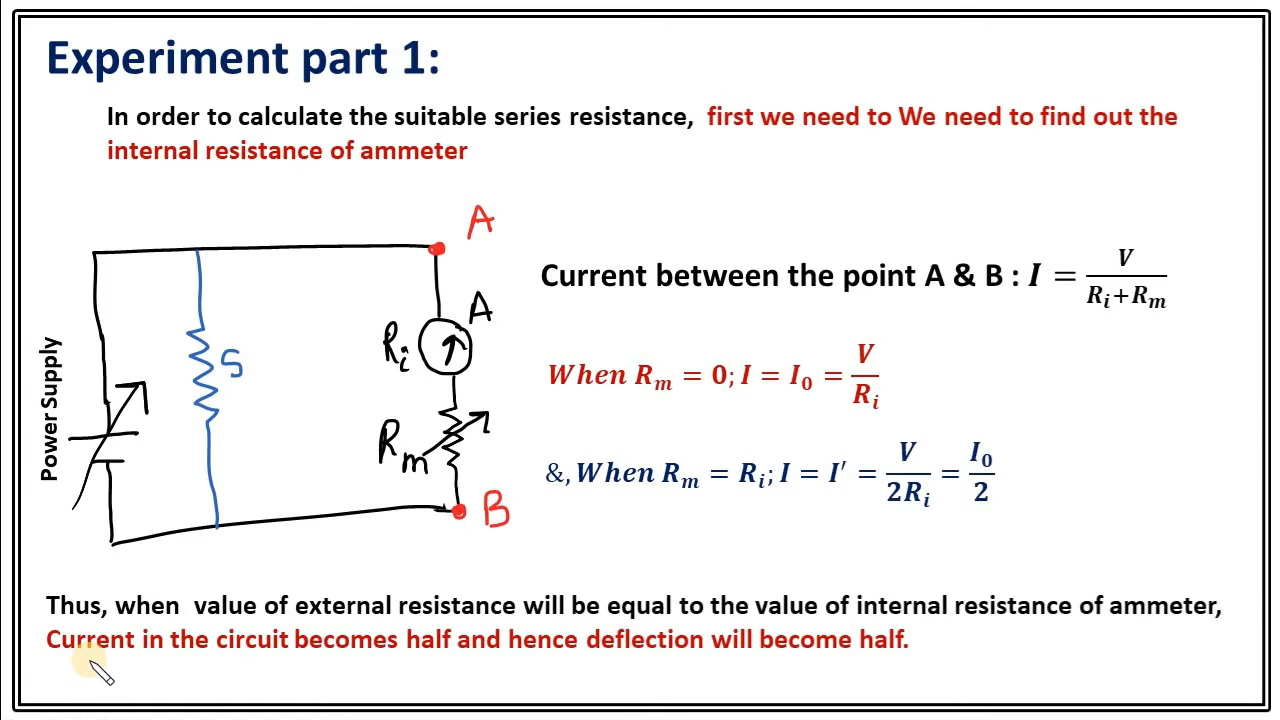 Experiment part 1:
In order to calculate the suitable series resistance, first we need to We need to find out the
internal resistance of ammeter
A
Current between the point A & B : I = V/(Rᵢ+Rₘ)
A
Rᵢ
S
Power Supply
When Rₘ = 0; I = I₀ = V/Rᵢ
Rₘ
&, When Rₘ = Rᵢ; I = I′ = V/2Rᵢ = I₀/2
B
Thus, when value of external resistance will be equal to the value of internal resistance of ammeter,
Current in the circuit becomes half and hence deflection will become half.